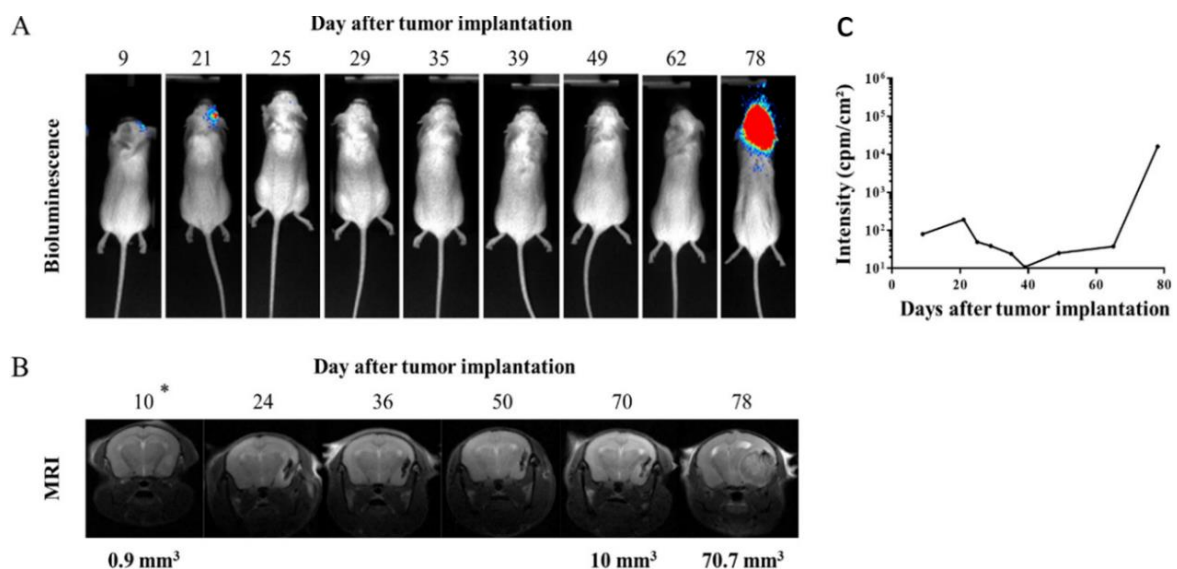 A
Day after tumor implantation
9 21 25 29 35 39 49 62 78
Bioluminescence
C
10⁶
10⁵
10⁴
10³
10²
10¹
Intensity (cpm/cm²)
0 20 40 60 80
Days after tumor implantation
B
Day after tumor implantation
10 * 24 36 50 70 78
MRI
0.9 mm³ 10 mm³ 70.7 mm³